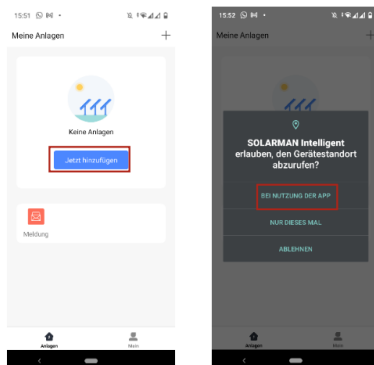 15:51
Meine Anlagen
Keine Anlagen
Jetzt hinzufügen
Meldung
Anlagen
Mein
15:52
Meine Anlagen
SOLARMAN Intelligent
erlauben, den Gerätestandort
abzurufen?
BEI NUTZUNG DER APP
NUR DIESES MAL
ABLEHNEN
Anlagen
Mein